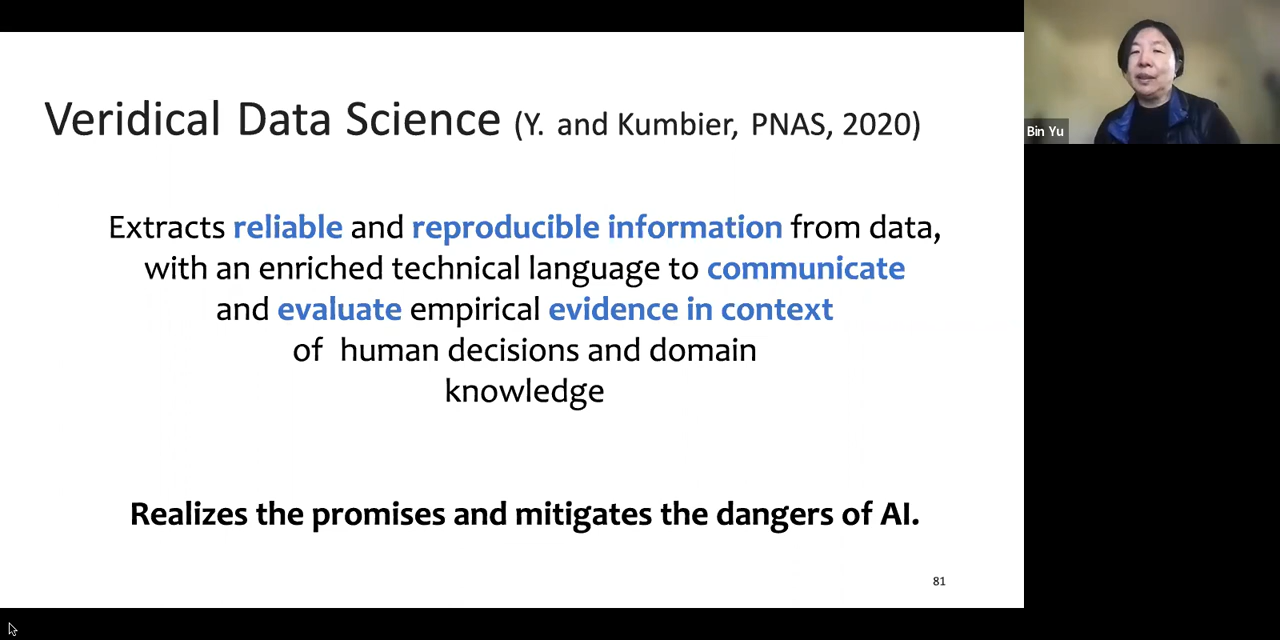 Veridical Data Science (Y. and Kumbier, PNAS, 2020)
Extracts reliable and reproducible information from data,
with an enriched technical language to communicate
and evaluate empirical evidence in context
of human decisions and domain
knowledge
Realizes the promises and mitigates the dangers of AI.
81
Bin Yu